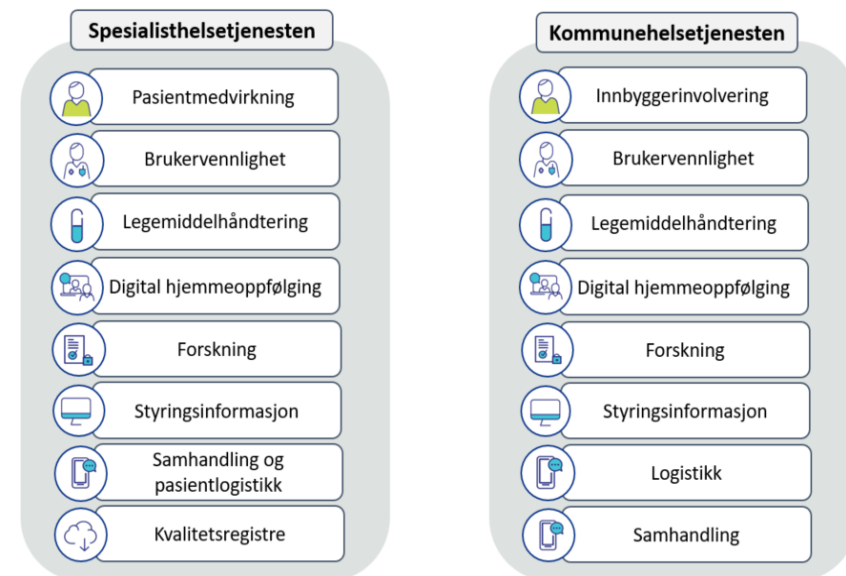 Spesialisthelsetjenesten
Pasientmedvirkning
Brukervennlighet
Legemiddelhåndtering
Digital hjemmeoppfølging
Forskning
Styringsinformasjon
Samhandling og
pasientlogistikk
Kvalitetsregistre
Kommunehelsetjenesten
Innbyggerinvolvering
Brukervennlighet
Legemiddelhåndtering
Digital hjemmeoppfølging
Forskning
Styringsinformasjon
Logistikk
Samhandling